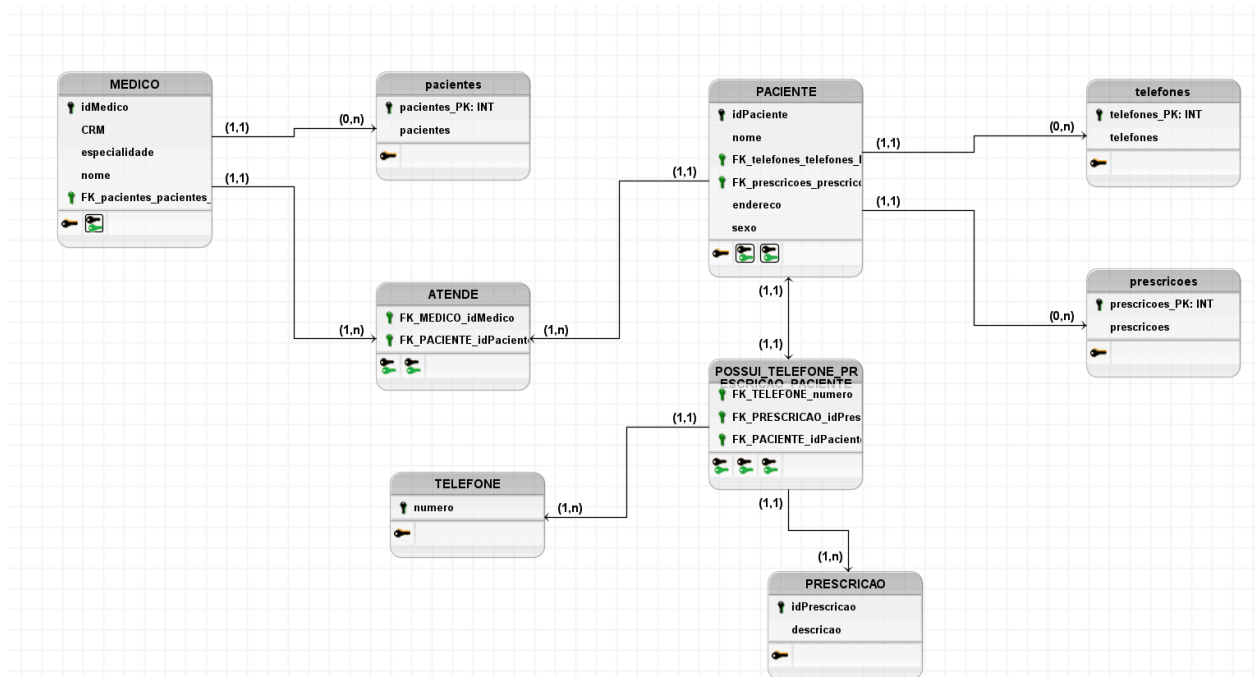 MEDICO
idMedico
CRM
especialidade
nome
FK_pacientes_pacientes_
(1,1)
(1,1)
(0,n)
pacientes
pacientes_PK: INT
pacientes
PACIENTE
idPaciente
nome
FK_telefones_telefones_
FK_prescricoes_prescric
endereco
sexo
(1,1)
(1,1)
(1,1)
(1,1)
(0,n)
telefones
telefones_PK: INT
telefones
(0,n)
prescricoes
prescricoes_PK: INT
prescricoes
ATENDE
FK_MEDICO_idMedico
FK_PACIENTE_idPacient
(1,n)
(1,n)
(1,1)
POSSUI_TELEFONE_PR
ESCRICAO_PACIENTE
FK_TELEFONE_numero
FK_PRESCRICAO_idPres
FK_PACIENTE_idPacient
(1,1)
(1,1)
TELEFONE
numero
(1,n)
(1,n)
PRESCRICAO
idPrescricao
descricao